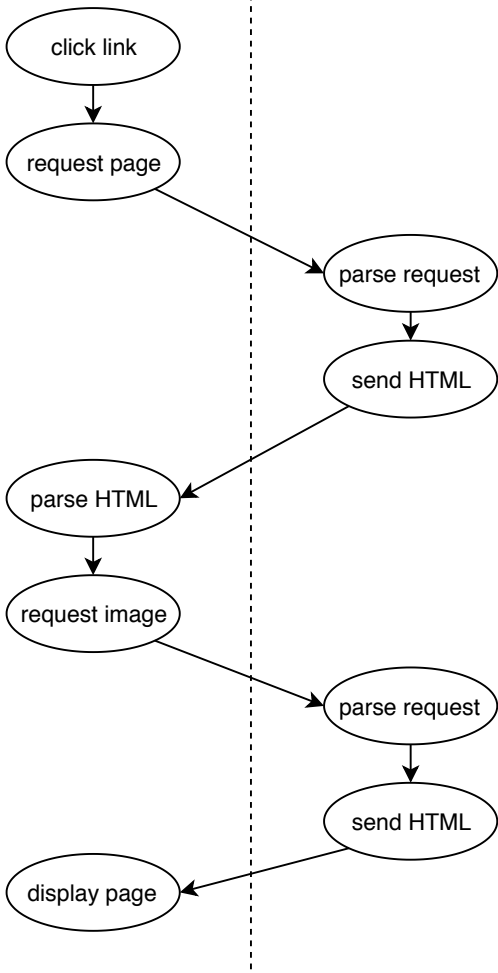 click link
request page
parse request
send HTML
parse HTML
request image
parse request
send HTML
display page